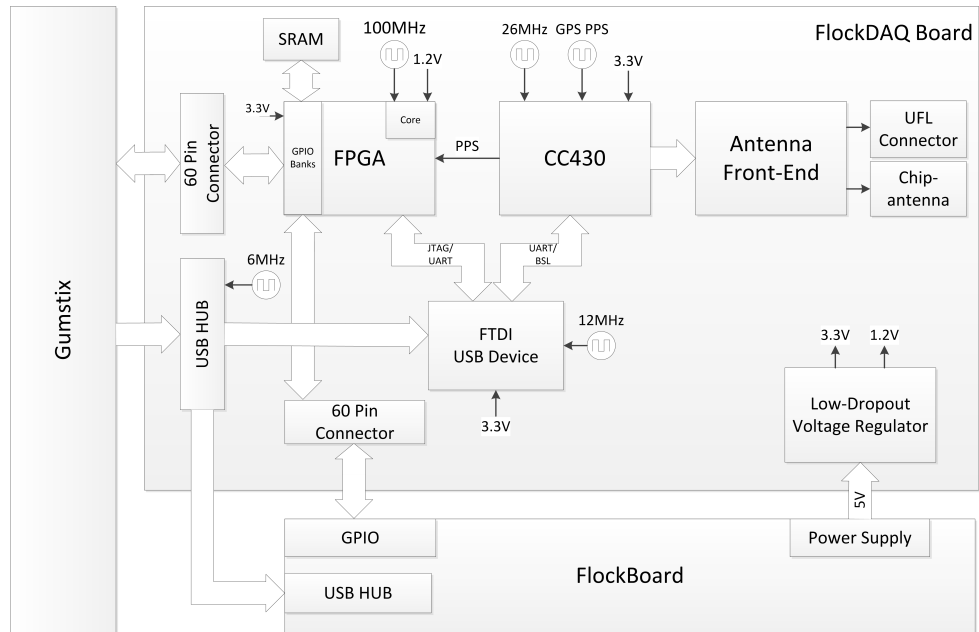 FlockDAQ Board
SRAM
100MHz
1.2V
3.3V
Core
GPIO
Banks
FPGA
PPS
26MHz
GPS PPS
3.3V
CC430
Antenna
Front-End
UFL
Connector
Chip-
antenna
60 Pin
Connector
Gumstix
JTAG/
UART
UART/
BSL
6MHz
USB HUB
FTDI
USB Device
12MHz
3.3V
60 Pin
Connector
3.3V
1.2V
Low-Dropout
Voltage Regulator
5V
GPIO
Power Supply
FlockBoard
USB HUB